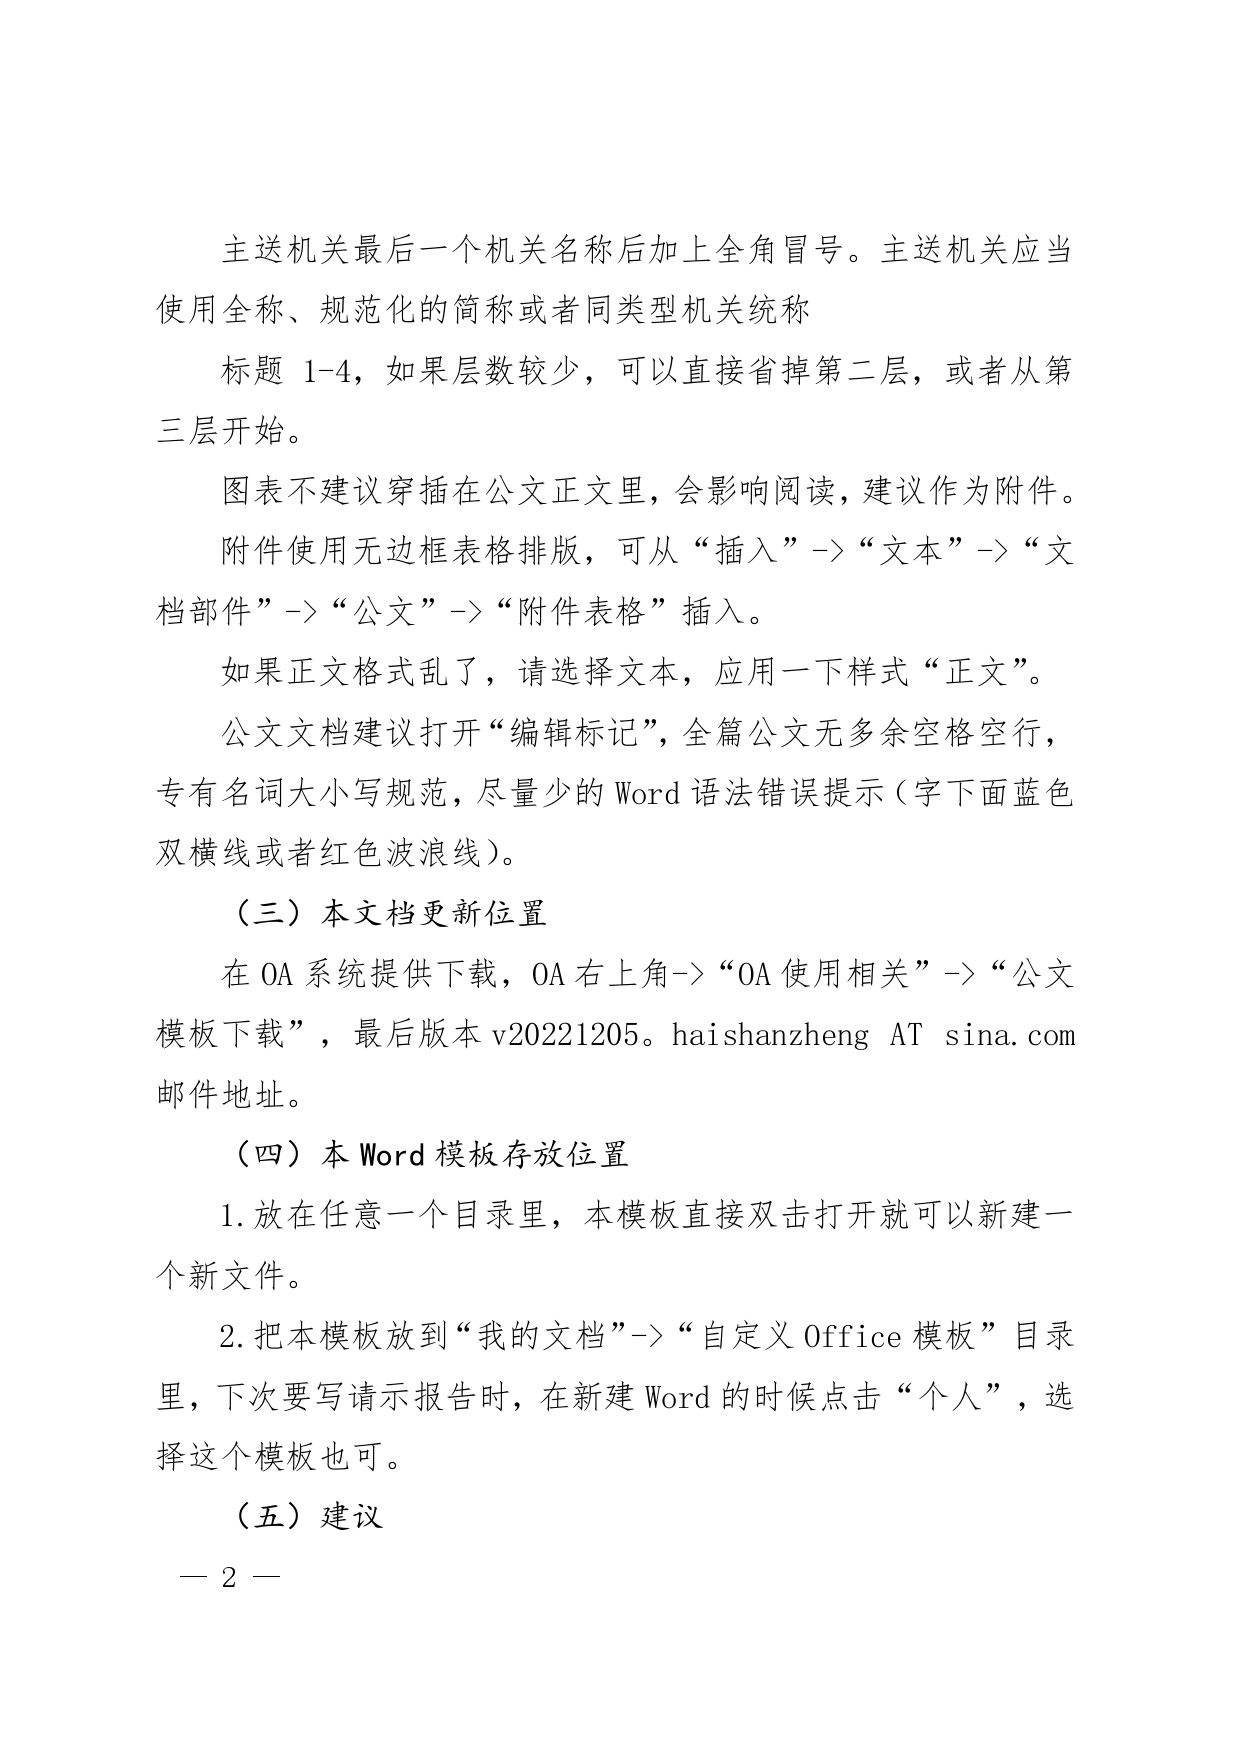 主送机关最后一个机关名称后加上全角冒号。主送机关应当
使用全称、规范化的简称或者同类型机关统称
标题 1-4，如果层数较少，可以直接省掉第二层，或者从第
三层开始。
图表不建议穿插在公文正文里，会影响阅读，建议作为附件。
附件使用无边框表格排版，可从“插入”->“文本”->“文
档部件”->“公文”->“附件表格”插入。
如果正文格式乱了，请选择文本，应用一下样式“正文”。
公文文档建议打开“编辑标记”，全篇公文无多余空格空行，
专有名词大小写规范，尽量少的 Word 语法错误提示（字下面蓝色
双横线或者红色波浪线）。
（三）本文档更新位置
在 OA 系统提供下载，OA 右上角->“OA 使用相关”->“公文
模板下载”，最后版本 v20221205。haishanzheng AT sina.com
邮件地址。
（四）本 Word 模板存放位置
1.放在任意一个目录里，本模板直接双击打开就可以新建一
个新文件。
2.把本模板放到“我的文档”->“自定义 Office 模板”目录
里，下次要写请示报告时，在新建 Word 的时候点击“个人”，选
择这个模板也可。
（五）建议
— 2 —